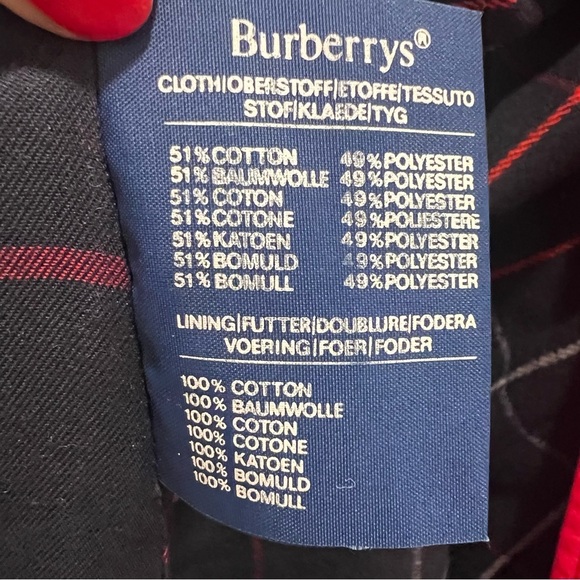 Burberrys®
CLOTH|OBERSTOFF|ETOFFE|TESSUTO
STOF|KLAEDE|TYG
51% COTTON 49% POLYESTER
51% BAUMWOLLE 49% POLYESTER
51% COTON 49% POLYESTER
51% COTONE 49% POLIESTERE
51% KATOEN 49% POLYESTER
51% BOMULD 49% POLYESTER
51% BOMULL 49% POLYESTER
LINING|FUTTER|DOUBLURE|FODERA
VOERING|FOER|FODER
100% COTTON
100% BAUMWOLLE
100% COTON
100% COTONE
100% KATOEN
100% BOMULD
100% BOMULL